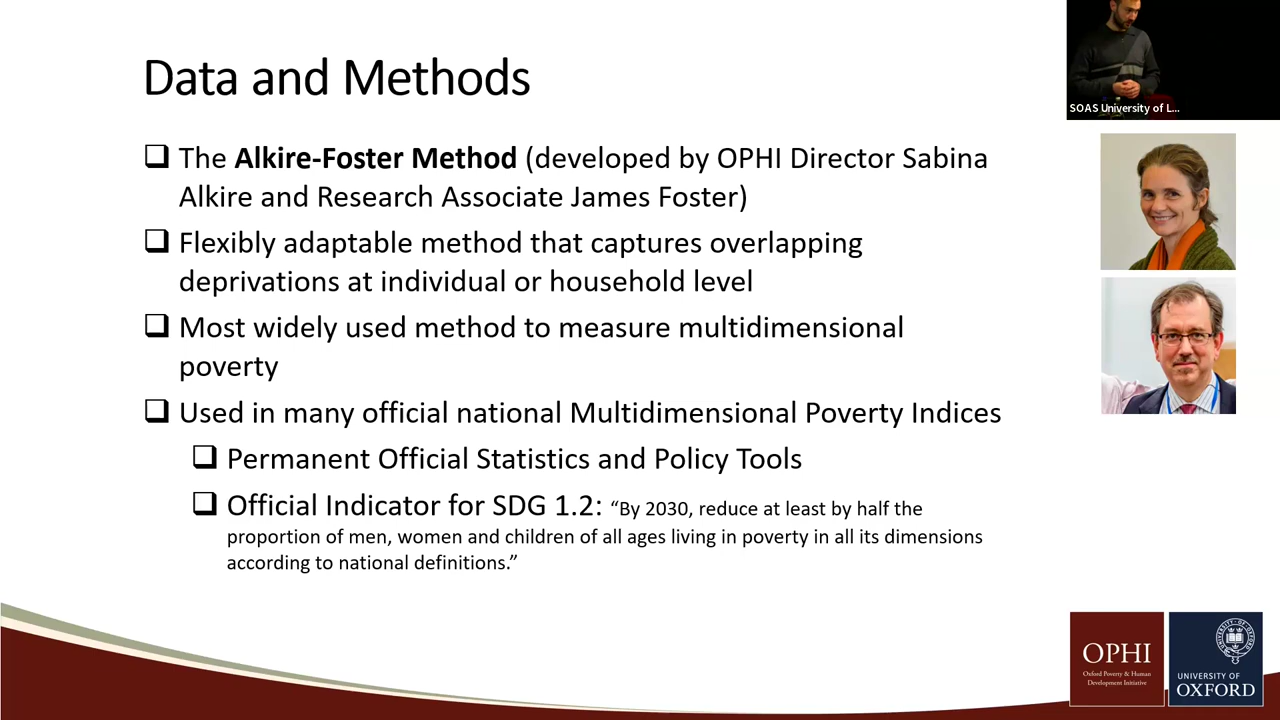 Data and Methods
The Alkire-Foster Method (developed by OPHI Director Sabina
Alkire and Research Associate James Foster)
Flexibly adaptable method that captures overlapping
deprivations at individual or household level
Most widely used method to measure multidimensional
poverty
Used in many official national Multidimensional Poverty Indices
Permanent Official Statistics and Policy Tools
Official Indicator for SDG 1.2: “By 2030, reduce at least by half the
proportion of men, women and children of all ages living in poverty in all its dimensions
according to national definitions.”
SOAS University of L...
OPHI
Oxford Poverty & Human
Development Initiative
UNIVERSITY OF
OXFORD